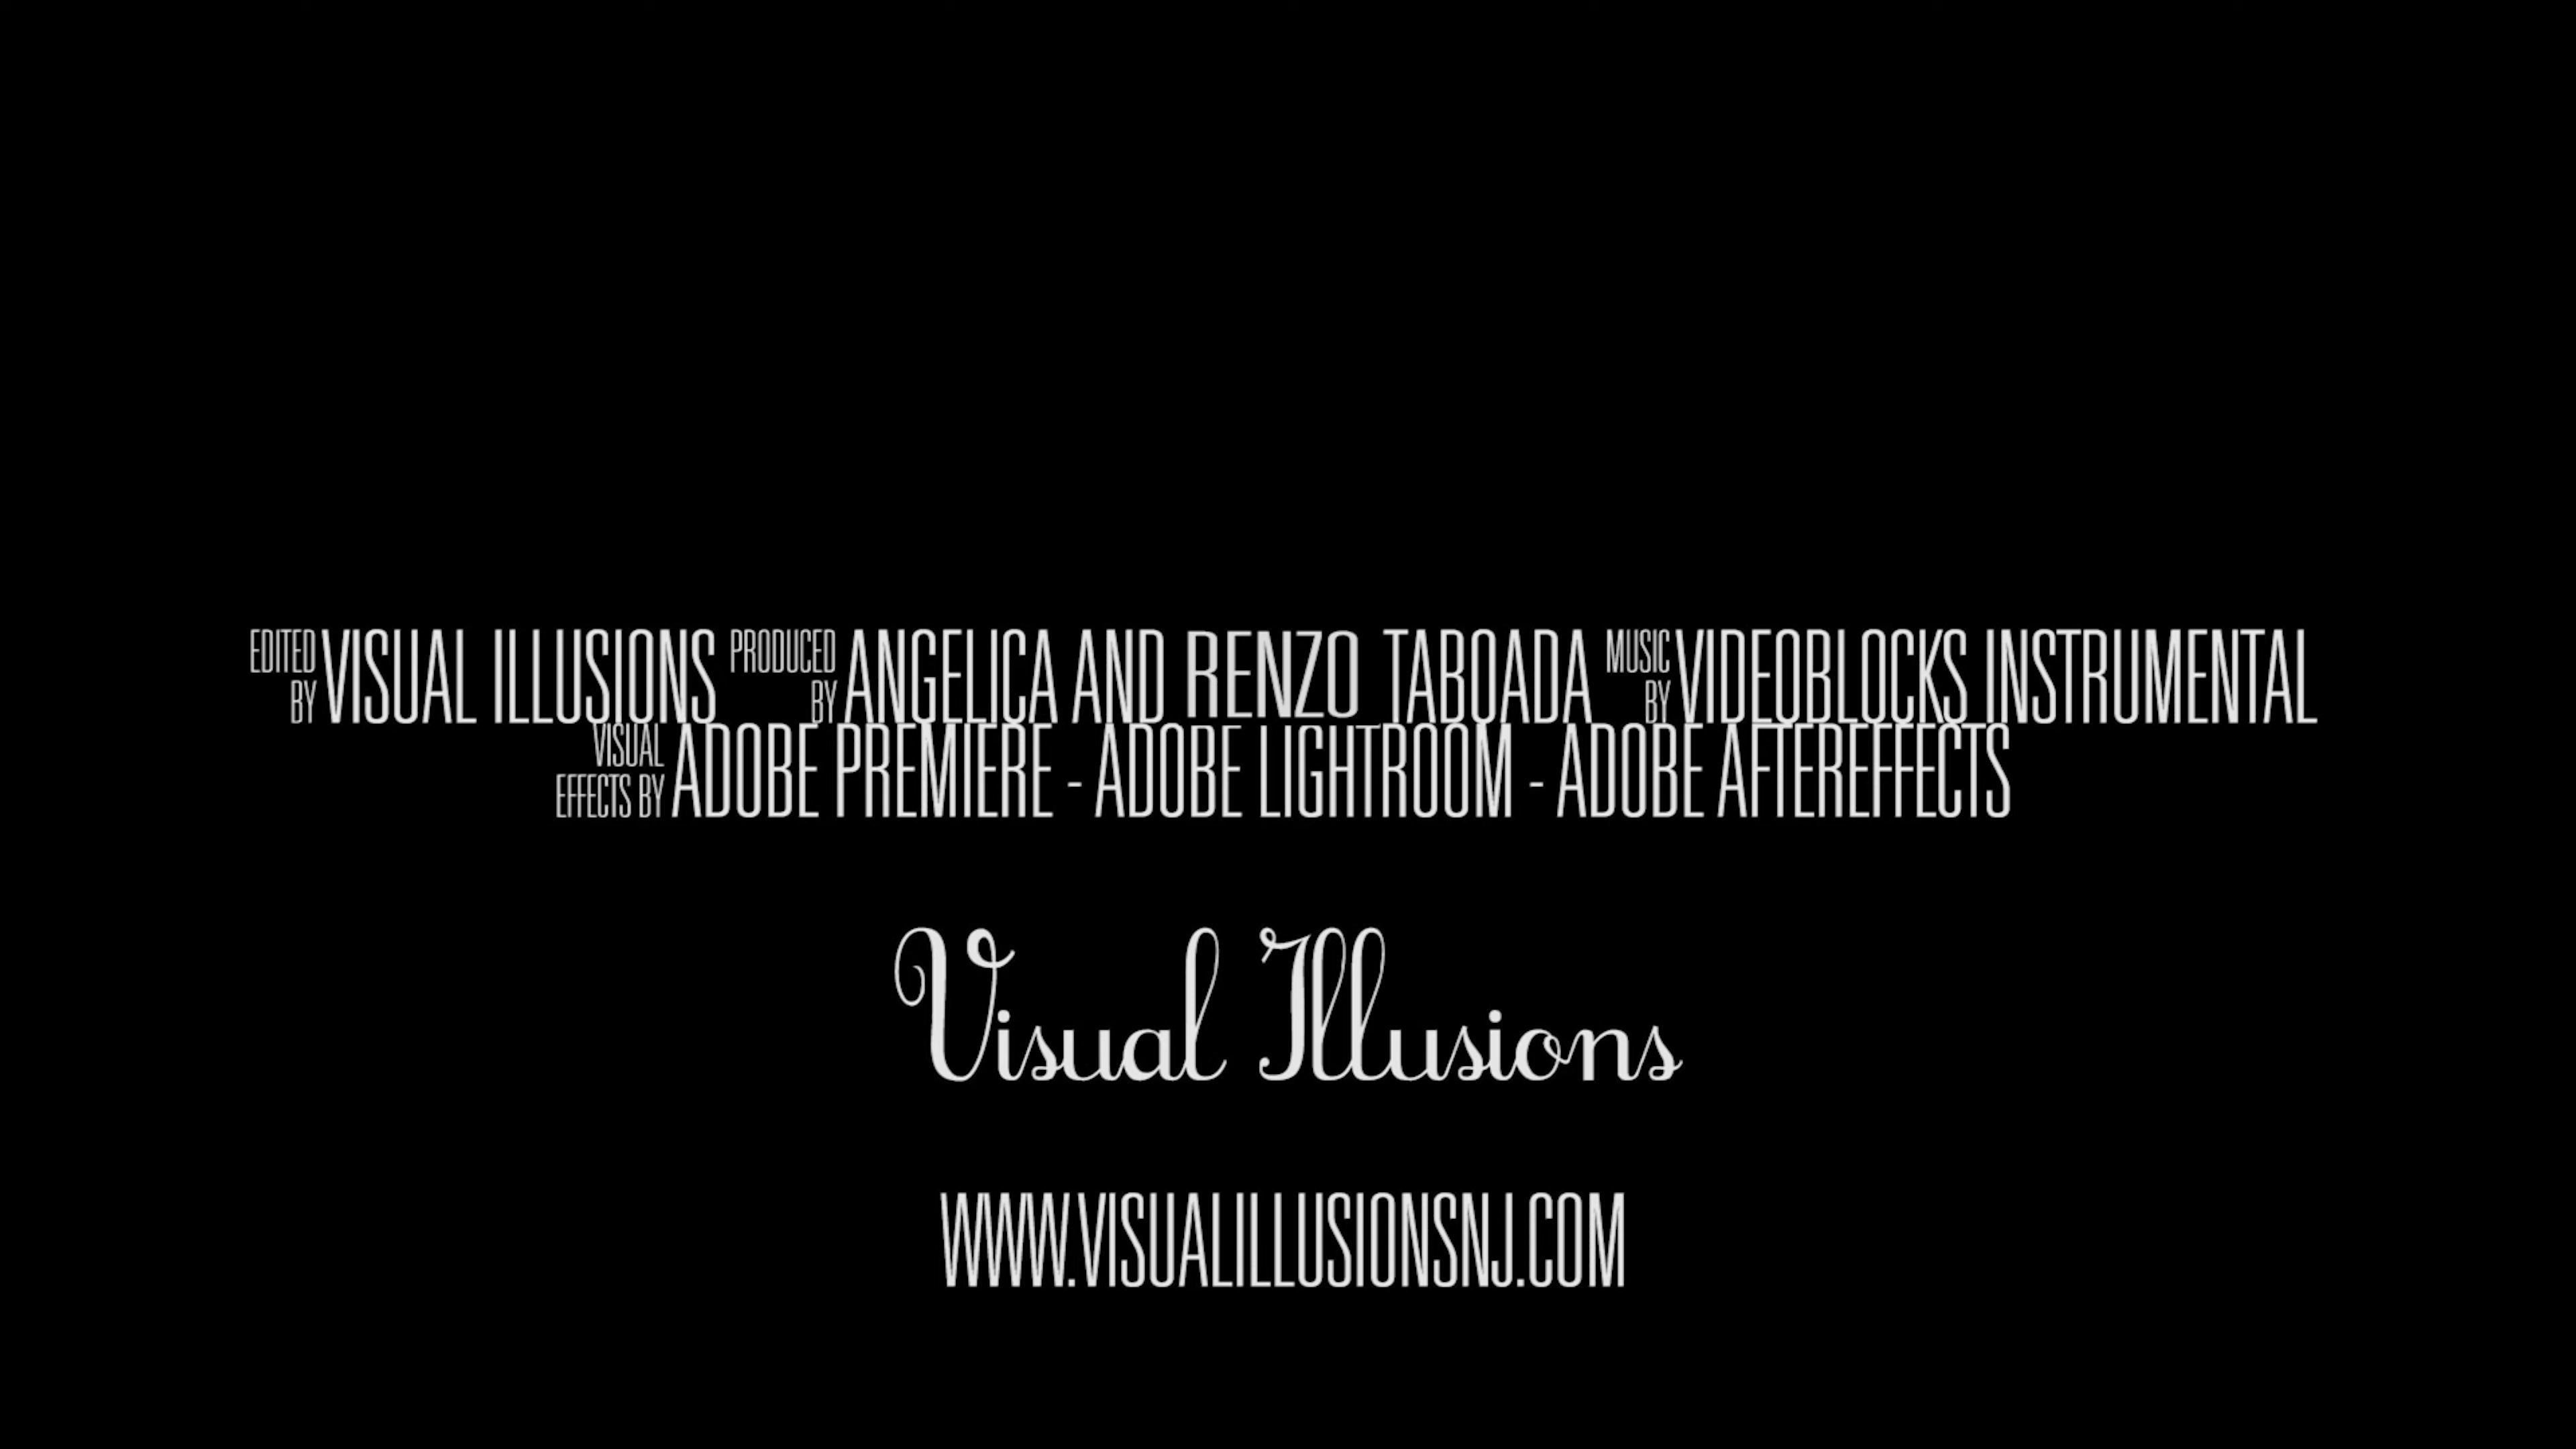 EDITED BY VISUAL ILLUSIONS PRODUCED BY ANGELICA AND RENZO TABOADA MUSIC BY VIDEOBLOCKS INSTRUMENTAL
VISUAL EFFECTS BY ADOBE PREMIERE - ADOBE LIGHTROOM - ADOBE AFTEREFFECTS
Visual Illusions
WWW.VISUALILLUSIONSNJ.COM